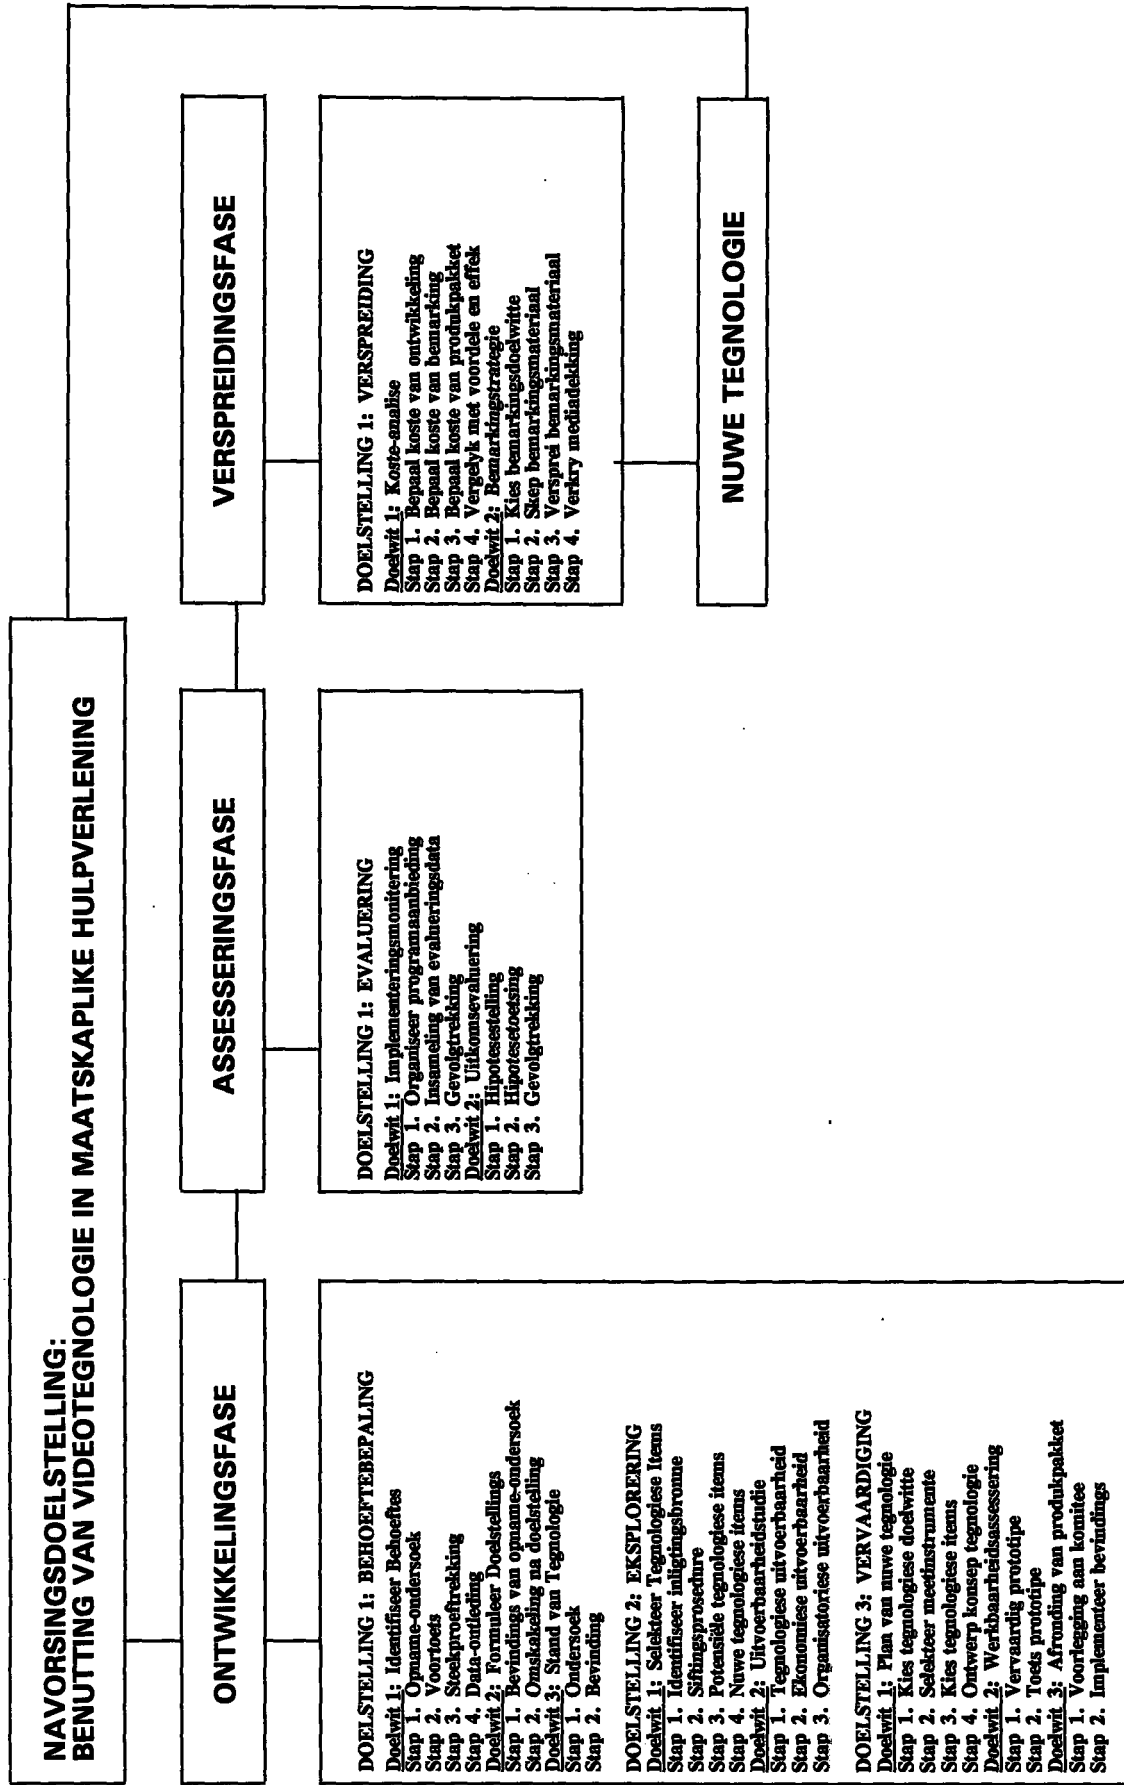 NAVORSINGSDOELSTELLING:
BENUTTING VAN VIDEOTEGNOLOGIE IN MAATSKAPLIKE HULPVERLENING
ONTWIKKELINGSFASE
DOELSTELLING 1: BEHOEFTEBEPALING
Doelwit 1: Identifiseer Behoeftes
Stap 1. Opname-ondersoek
Stap 2. Voortoets
Stap 3. Steekproeftrekking
Stap 4. Data-ontleding
Doelwit 2: Formuleer Doelstellings
Stap 1. Bevindings van opname-ondersoek
Stap 2. Omskakeling na doelstelling
Doelwit 3: Stand van Tegnologie
Stap 1. Ondersoek
Stap 2. Bevinding
DOELSTELLING 2: EKSPLORERING
Doelwit 1: Selekteer Tegnologiese Items
Stap 1. Identifiseer inligtingsbronne
Stap 2. Siftingsprosedure
Stap 3. Potensiële tegnologiese items
Stap 4. Nuwe tegnologiese items
Doelwit 2: Uitvoerbaarheidstudie
Stap 1. Tegnologiese uitvoerbaarheid
Stap 2. Ekonomiese uitvoerbaarheid
Stap 3. Organisatoriese uitvoerbaarheid
DOELSTELLING 3: VERVAARDIGING
Doelwit 1: Plan van nuwe tegnologie
Stap 1. Kies tegnologiese doelwitte
Stap 2. Selekteer meetinstrumente
Stap 3. Kies tegnologiese items
Stap 4. Ontwerp konsep tegnologie
Doelwit 2: Werkbaarheidsassessering
Stap 1. Vervaardig prototipe
Stap 2. Toets prototipe
Doelwit 3: Afronding van produkpakket
Stap 1. Voorlegging aan komitee
Stap 2. Implementeer bevindings
ASSESSERINGSFASE
DOELSTELLING 1: EVALUERING
Doelwit 1: Implementeringsmonitering
Stap 1. Organiseer programaanbieding
Stap 2. Insameling van evalueringsdata
Stap 3. Gevolgtrekking
Doelwit 2: Uitkomsevaluering
Stap 1. Hipotesestelling
Stap 2. Hipotesetoetsing
Stap 3. Gevolgtrekking
VERSPREIDINGSFASE
DOELSTELLING 1: VERSPREIDING
Doelwit 1: Koste-analise
Stap 1. Bepaal koste van ontwikkeling
Stap 2. Bepaal koste van bemarking
Stap 3. Bepaal koste van produkpakket
Stap 4. Vergelyk met voordele en effek
Doelwit 2: Bemarkingstrategie
Stap 1. Kies bemarkingsdoelwitte
Stap 2. Skep bemarkingsmateriaal
Stap 3. Versprei bemarkingsmateriaal
Stap 4. Verkry mediadekking
NUWE TEGNOLOGIE